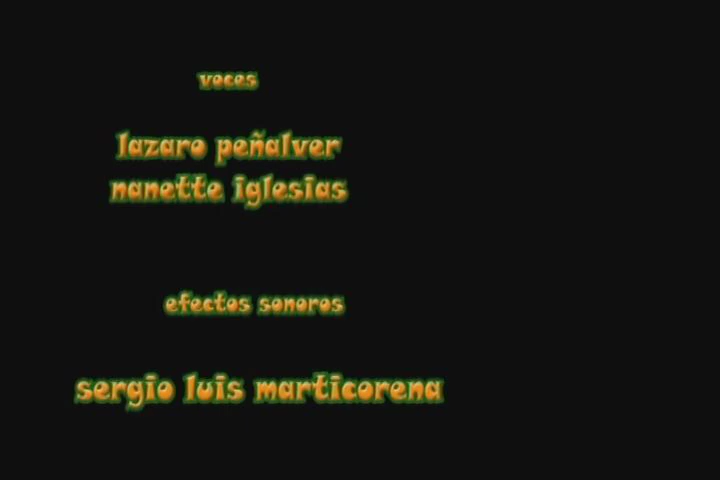 voces
lazaro peñalver
nanette iglesias
efectos sonoros
sergio luis marticorena